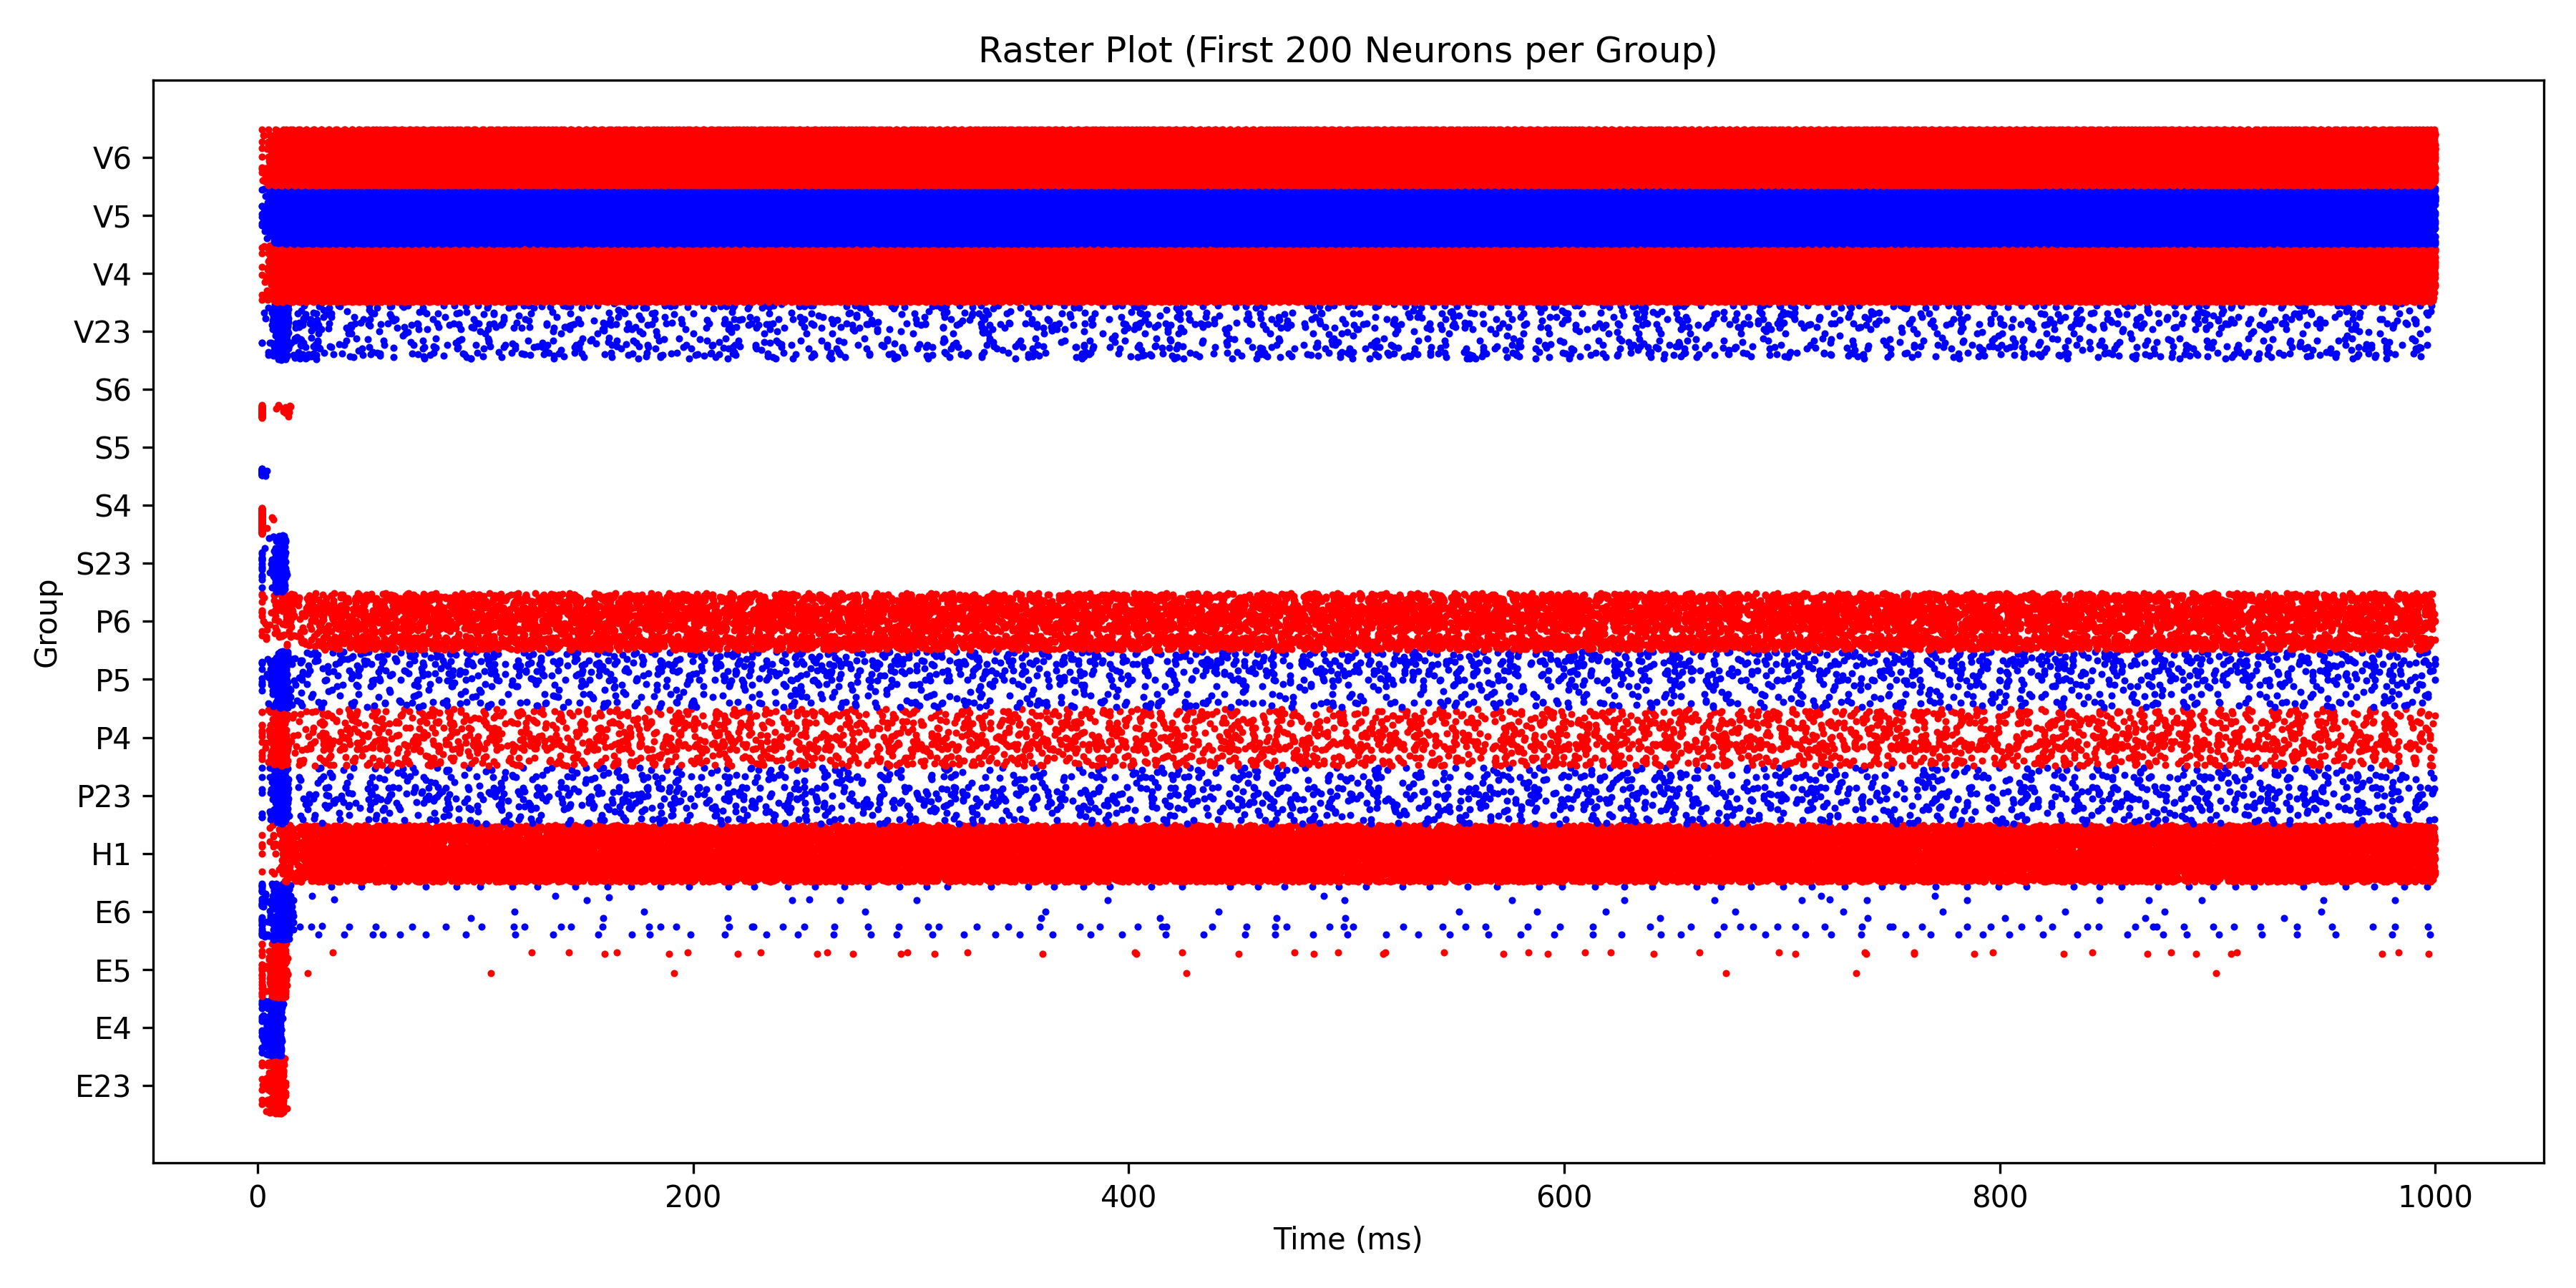 Raster Plot (First 200 Neurons per Group)
Group
V6
V5
V4
V23
S6
S5
S4
S23
P6
P5
P4
P23
H1
E6
E5
E4
E23
0 200 400 600 800 1000
Time (ms)